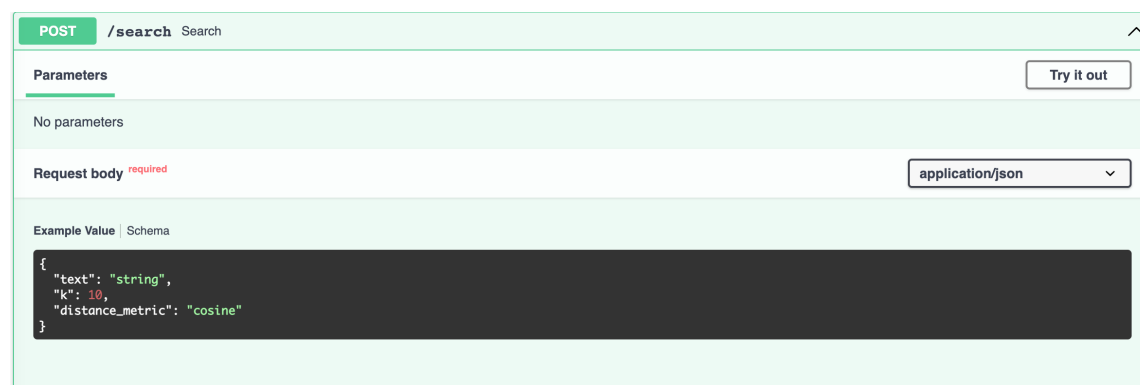 POST /search Search
Parameters
Try it out
No parameters
Request body required
application/json
Example Value Schema
{
  "text": "string",
  "k": 10,
  "distance_metric": "cosine"
}